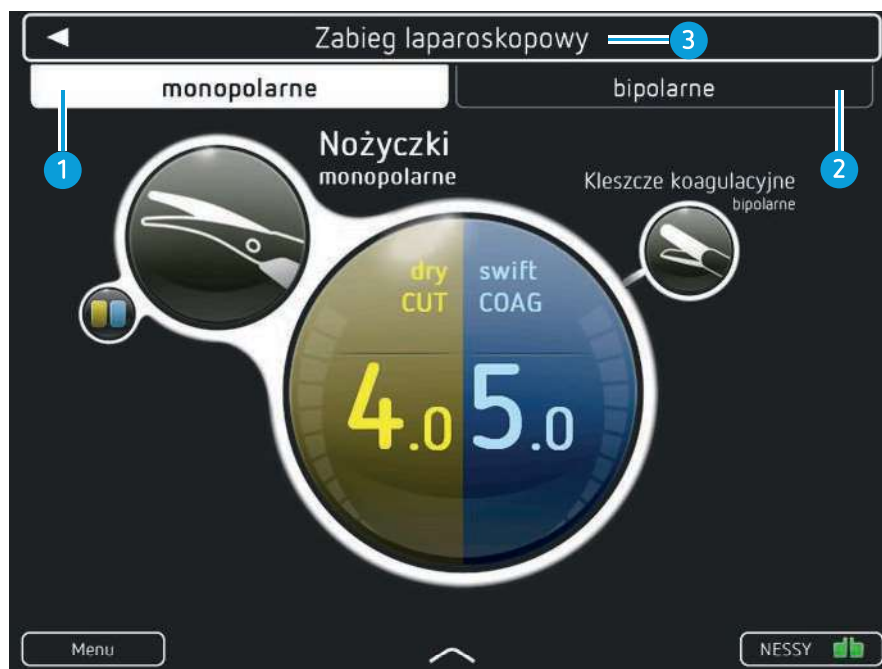 Zabieg laparoskopowy
3
monopolarne
bipolarne
1
2
Nożyczki
monopolarne
Kleszcze koagulacyjne
bipolarne
dry
CUT
swift
COAG
4.0
5.0
Menu
NESSY